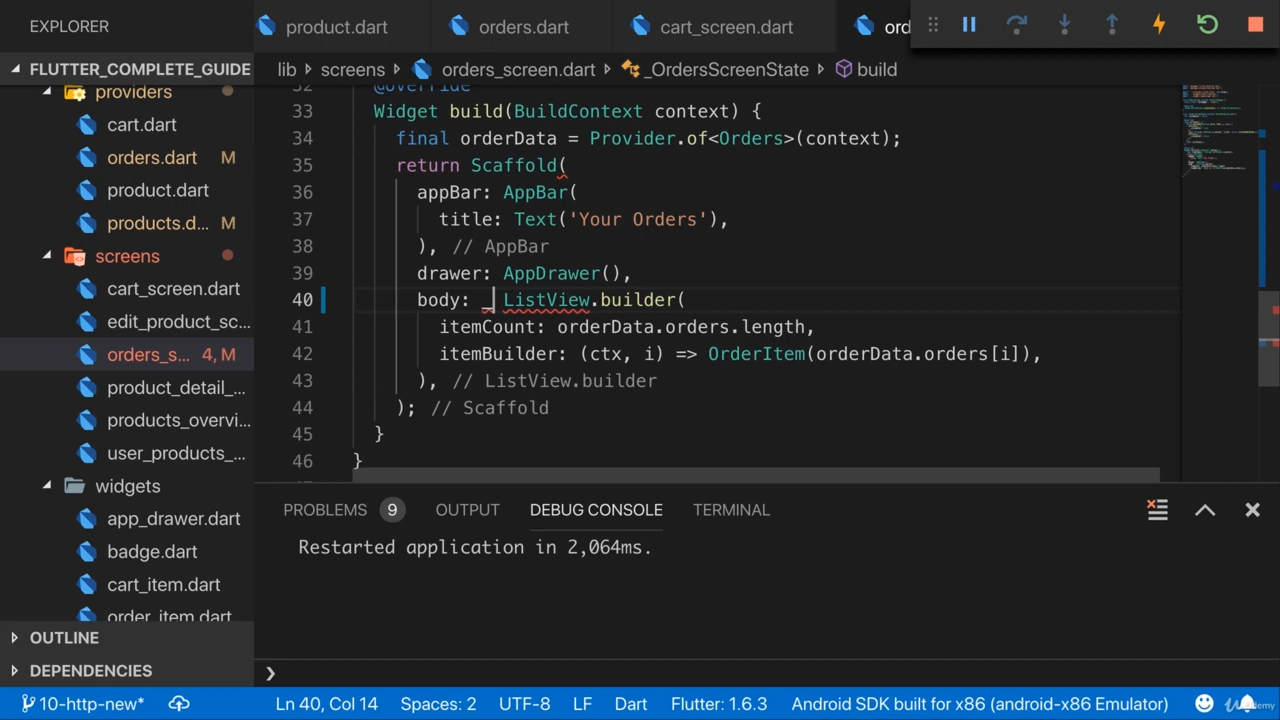 EXPLORER
product.dart
orders.dart
cart_screen.dart
ord
FLUTTER_COMPLETE_GUIDE
lib > screens > orders_screen.dart > _OrdersScreenState > build
providers
cart.dart
orders.dart M
product.dart
products.d... M
screens
cart_screen.dart
edit_product_sc...
orders_s... 4, M
product_detail_...
products_overvi...
user_products_...
widgets
app_drawer.dart
badge.dart
cart_item.dart
order_item.dart
OUTLINE
DEPENDENCIES
32 @override
33 Widget build(BuildContext context) {
34 final orderData = Provider.of<Orders>(context);
35 return Scaffold(
36 appBar: AppBar(
37 title: Text('Your Orders'),
38 ), // AppBar
39 drawer: AppDrawer(),
40 body: _ ListView.builder(
41 itemCount: orderData.orders.length,
42 itemBuilder: (ctx, i) => OrderItem(orderData.orders[i]),
43 ), // ListView.builder
44 ); // Scaffold
45 }
46 }
PROBLEMS 9 OUTPUT DEBUG CONSOLE TERMINAL
Restarted application in 2,064ms.
10-http-new* Ln 40, Col 14 Spaces: 2 UTF-8 LF Dart Flutter: 1.6.3 Android SDK built for x86 (android-x86 Emulator)